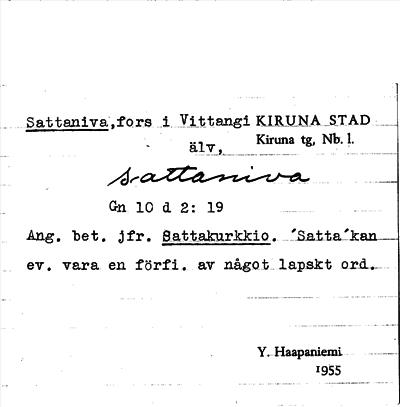 Sattaniva,fors i Vittangi KIRUNA STAD
älv, Kiruna tg, Nb. l.
sattaniva
Gn 10 d 2: 19
Ang. bet. jfr. Sattakurkkio. ´Satta´kan
ev. vara en förfi. av något lapskt ord.
Y. Haapaniemi
1955